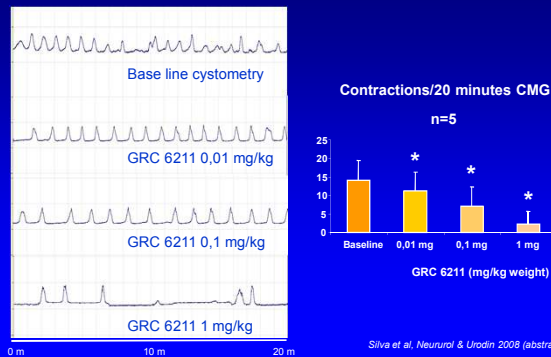 Base line cystometry
GRC 6211 0,01 mg/kg
GRC 6211 0,1 mg/kg
GRC 6211 1 mg/kg
0 m 10 m 20 m
Contractions/20 minutes CMG
n=5
25
20
15
10
5
0
* * *
Baseline 0,01 mg 0,1 mg 1 mg
GRC 6211 (mg/kg weight)
Silva et al, Neururol & Urodin 2008 (abstra